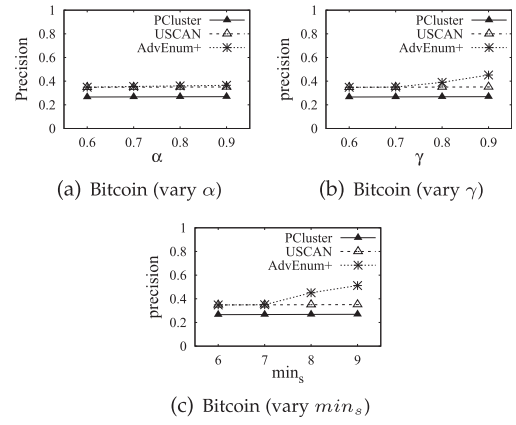 PCluster
USCAN
AdvEnum+
Precision
1
0.8
0.6
0.4
0.2
0
0.6 0.7 0.8 0.9
α
(a) Bitcoin (vary α)
PCluster
USCAN
AdvEnum+
precision
1
0.8
0.6
0.4
0.2
0
0.6 0.7 0.8 0.9
γ
(b) Bitcoin (vary γ)
PCluster
USCAN
AdvEnum+
precision
1
0.8
0.6
0.4
0.2
0
6 7 8 9
min_s
(c) Bitcoin (vary min_s)